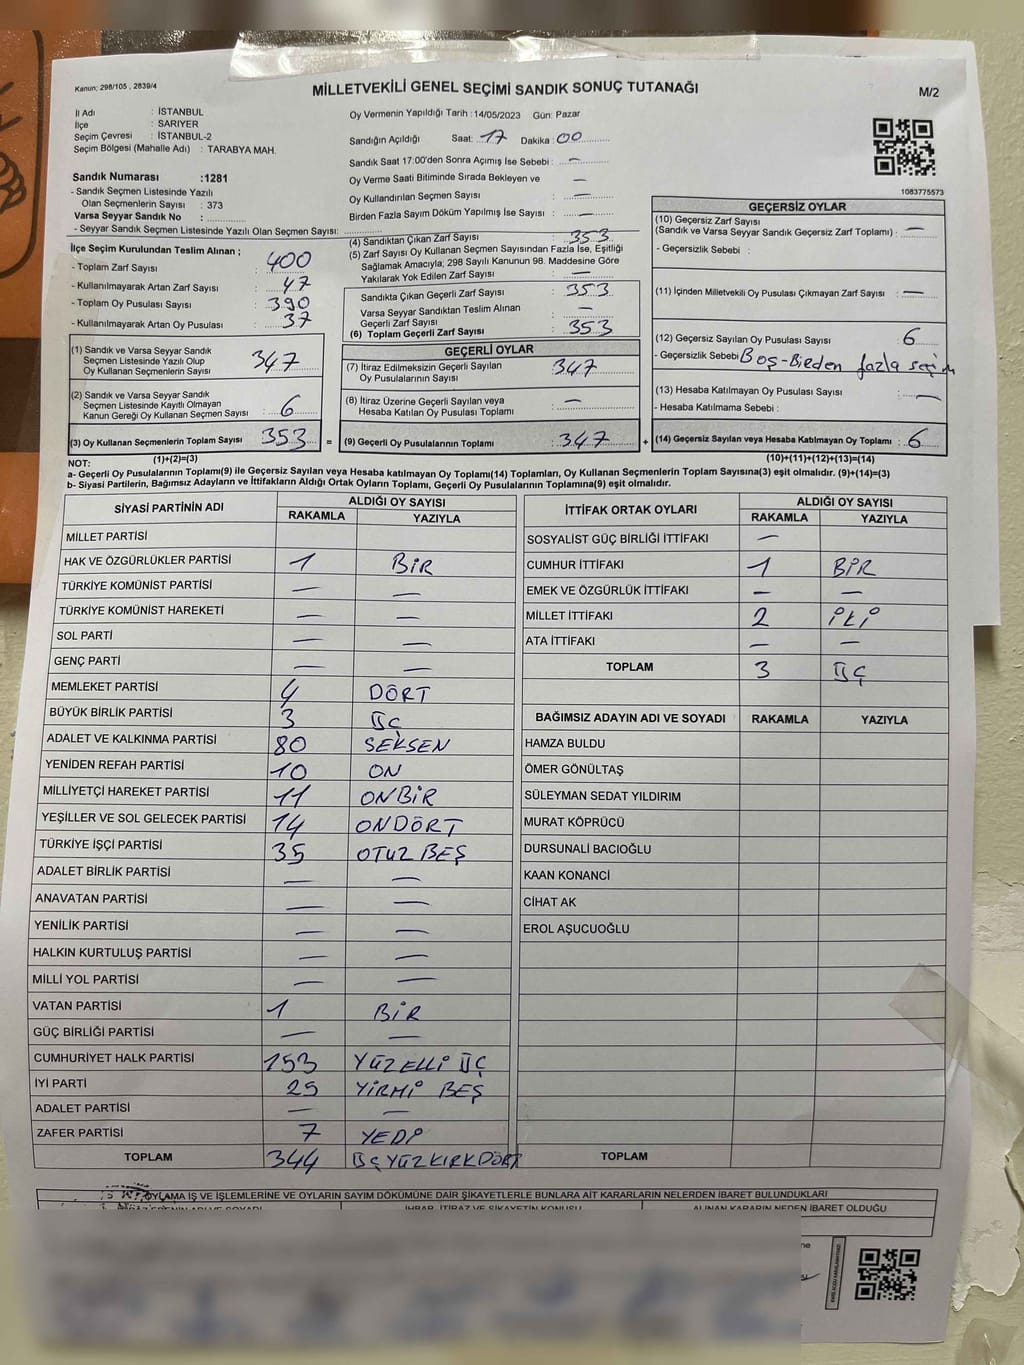 Kanun; 298/105 , 2839/4
MİLLETVEKİLİ GENEL SEÇİMİ SANDIK SONUÇ TUTANAĞI
M/2
İl Adı : İSTANBUL
İlçe : SARIYER
Seçim Çevresi : İSTANBUL-2
Seçim Bölgesi (Mahalle Adı) : TARABYA MAH.
Sandık Numarası :1281
- Sandık Seçmen Listesinde Yazılı
Olan Seçmenlerin Sayısı : 373
Varsa Seyyar Sandık No :
- Seyyar Sandık Seçmen Listesinde Yazılı Olan Seçmen Sayısı:
Oy Vermenin Yapıldığı Tarih :14/05/2023 Gün: Pazar
Sandığın Açıldığı Saat: 17 Dakika: 00
Sandık Saat 17:00'den Sonra Açımış İse Sebebi : —
Oy Verme Saati Bitiminde Sırada Bekleyen ve —
Oy Kullandırılan Seçmen Sayısı : —
Birden Fazla Sayım Döküm Yapılmış İse Sayısı : —
1083775573
İlçe Seçim Kurulundan Teslim Alınan ;
- Toplam Zarf Sayısı : 400
- Kullanılmayarak Artan Zarf Sayısı : 47
- Toplam Oy Pusulası Sayısı : 390
- Kullanılmayarak Artan Oy Pusulası : 37
(4) Sandıktan Çıkan Zarf Sayısı : 353
(5) Zarf Sayısı Oy Kullanan Seçmen Sayısından Fazla İse, Eşitliği
Sağlamak Amacıyla, 298 Sayılı Kanunun 98. Maddesine Göre
Yakılarak Yok Edilen Zarf Sayısı : —
Sandıkta Çıkan Geçerli Zarf Sayısı : 353
Varsa Seyyar Sandıktan Teslim Alınan
Geçerli Zarf Sayısı : —
(6) Toplam Geçerli Zarf Sayısı : 353
GEÇERSİZ OYLAR
(10) Geçersiz Zarf Sayısı
(Sandık ve Varsa Seyyar Sandık Geçersiz Zarf Toplamı) : —
- Geçersizlik Sebebi :
(11) İçinden Milletvekili Oy Pusulası Çıkmayan Zarf Sayısı : —
(12) Geçersiz Sayılan Oy Pusulası Sayısı : 6
- Geçersizlik Sebebi : Boş-Birden fazla seçim
(13) Hesaba Katılmayan Oy Pusulası Sayısı : —
- Hesaba Katılmama Sebebi :
(1) Sandık ve Varsa Seyyar Sandık
Seçmen Listesinde Yazılı Olup
Oy Kullanan Seçmenlerin Sayısı : 347
(2) Sandık ve Varsa Seyyar Sandık
Seçmen Listesinde Kayıtlı Olmayan
Kanun Gereği Oy Kullanan Seçmen Sayısı : 6
GEÇERLİ OYLAR
(7) İtiraz Edilmeksizin Geçerli Sayılan
Oy Pusulalarının Sayısı : 347
(8) İtiraz Üzerine Geçerli Sayılan veya
Hesaba Katılan Oy Pusulası Toplamı : —
(3) Oy Kullanan Seçmenlerin Toplam Sayısı : 353 = (9) Geçerli Oy Pusulalarının Toplamı : 347 + (14) Geçersiz Sayılan veya Hesaba Katılmayan Oy Toplamı : 6
(1)+(2)=(3)
(10)+(11)+(12)+(13)=(14)
NOT:
a- Geçerli Oy Pusulalarının Toplamı(9) ile Geçersiz Sayılan veya Hesaba katılmayan Oy Toplamı(14) Toplamları, Oy Kullanan Seçmenlerin Toplam Sayısına(3) eşit olmalıdır. (9)+(14)=(3)
b- Siyasi Partilerin, Bağımsız Adayların ve İttifakların Aldığı Ortak Oyların Toplamı, Geçerli Oy Pusulalarının Toplamına(9) eşit olmalıdır.
SİYASİ PARTİNİN ADI ALDIĞI OY SAYISI
RAKAMLA YAZIYLA
MİLLET PARTİSİ
HAK VE ÖZGÜRLÜKLER PARTİSİ 1 BİR
TÜRKİYE KOMÜNİST PARTİSİ — —
TÜRKİYE KOMÜNİST HAREKETİ — —
SOL PARTİ — —
GENÇ PARTİ — —
MEMLEKET PARTİSİ 4 DÖRT
BÜYÜK BİRLİK PARTİSİ 3 ÜÇ
ADALET VE KALKINMA PARTİSİ 80 SEKSEN
YENİDEN REFAH PARTİSİ 10 ON
MİLLİYETÇİ HAREKET PARTİSİ 11 ONBİR
YEŞİLLER VE SOL GELECEK PARTİSİ 14 ONDÖRT
TÜRKİYE İŞÇİ PARTİSİ 35 OTUZ BEŞ
ADALET BİRLİK PARTİSİ — —
ANAVATAN PARTİSİ — —
YENİLİK PARTİSİ — —
HALKIN KURTULUŞ PARTİSİ — —
MİLLİ YOL PARTİSİ — —
VATAN PARTİSİ 1 BİR
GÜÇ BİRLİĞİ PARTİSİ — —
CUMHURİYET HALK PARTİSİ 153 YÜZELLİ ÜÇ
İYİ PARTİ 25 YİRMİ BEŞ
ADALET PARTİSİ — —
ZAFER PARTİSİ 7 YEDİ
TOPLAM 344 ÜÇYÜZKIRKDÖRT
İTTİFAK ORTAK OYLARI ALDIĞI OY SAYISI
RAKAMLA YAZIYLA
SOSYALİST GÜÇ BİRLİĞİ İTTİFAKI —
CUMHUR İTTİFAKI 1 BİR
EMEK VE ÖZGÜRLÜK İTTİFAKI — —
MİLLET İTTİFAKI 2 İKİ
ATA İTTİFAKI — —
TOPLAM 3 ÜÇ
BAĞIMSIZ ADAYIN ADI VE SOYADI RAKAMLA YAZIYLA
HAMZA BULDU
ÖMER GÖNÜLTAŞ
SÜLEYMAN SEDAT YILDIRIM
MURAT KÖPRÜCÜ
DURSUNALİ BACIOĞLU
KAAN KONANCİ
CİHAT AK
EROL AŞUCUOĞLU
TOPLAM
OYLAMA İŞ VE İŞLEMLERİNE VE OYLARIN SAYIM DÖKÜMÜNE DAİR ŞİKAYETLERLE BUNLARA AİT KARARLARIN NELERDEN İBARET BULUNDUKLARI
İHBAR, İTİRAZ VE ŞİKAYETİN KONUSU ALINAN KARARIN NEDEN İBARET OLDUĞU